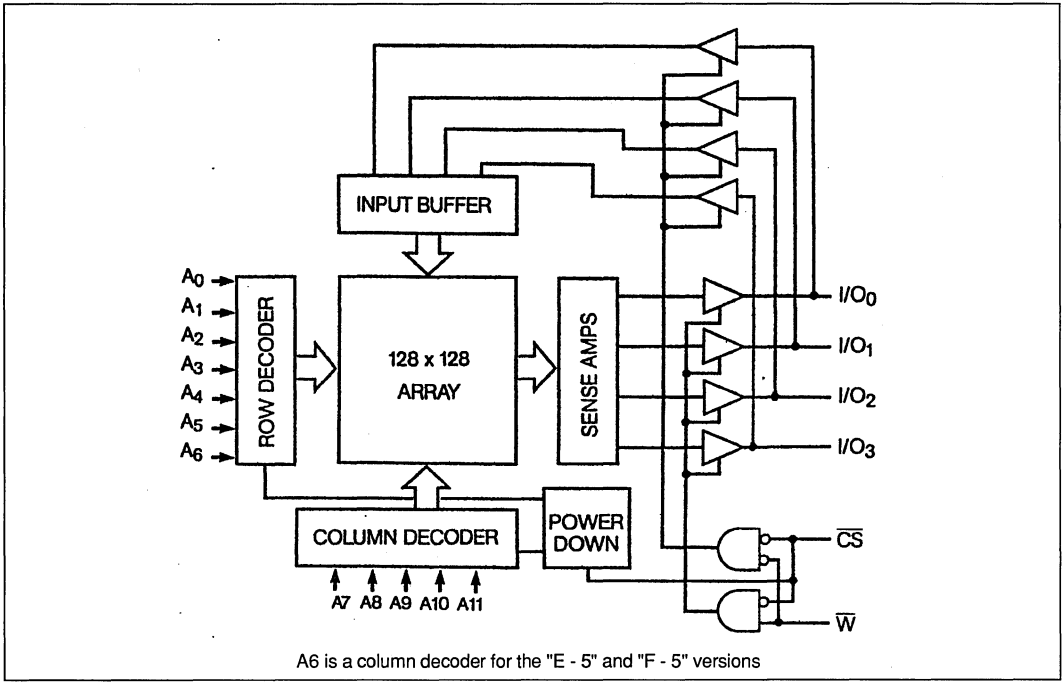 INPUT BUFFER
A0
A1
A2
A3
A4
A5
A6
ROW DECODER
128 x 128
ARRAY
SENSE AMPS
I/O0
I/O1
I/O2
I/O3
COLUMN DECODER
POWER
DOWN
A7 A8 A9 A10 A11
C̅S̅
W̅
A6 is a column decoder for the "E - 5" and "F - 5" versions